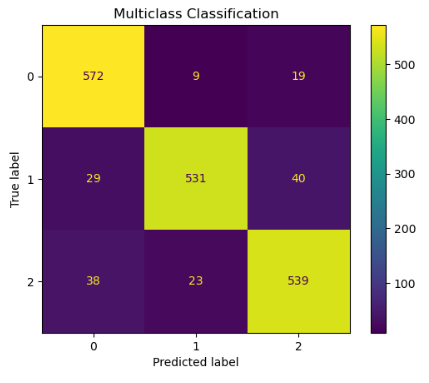 Multiclass Classification
0 572 9 19
1 29 531 40
2 38 23 539
0 1 2
True label
Predicted label
500
400
300
200
100